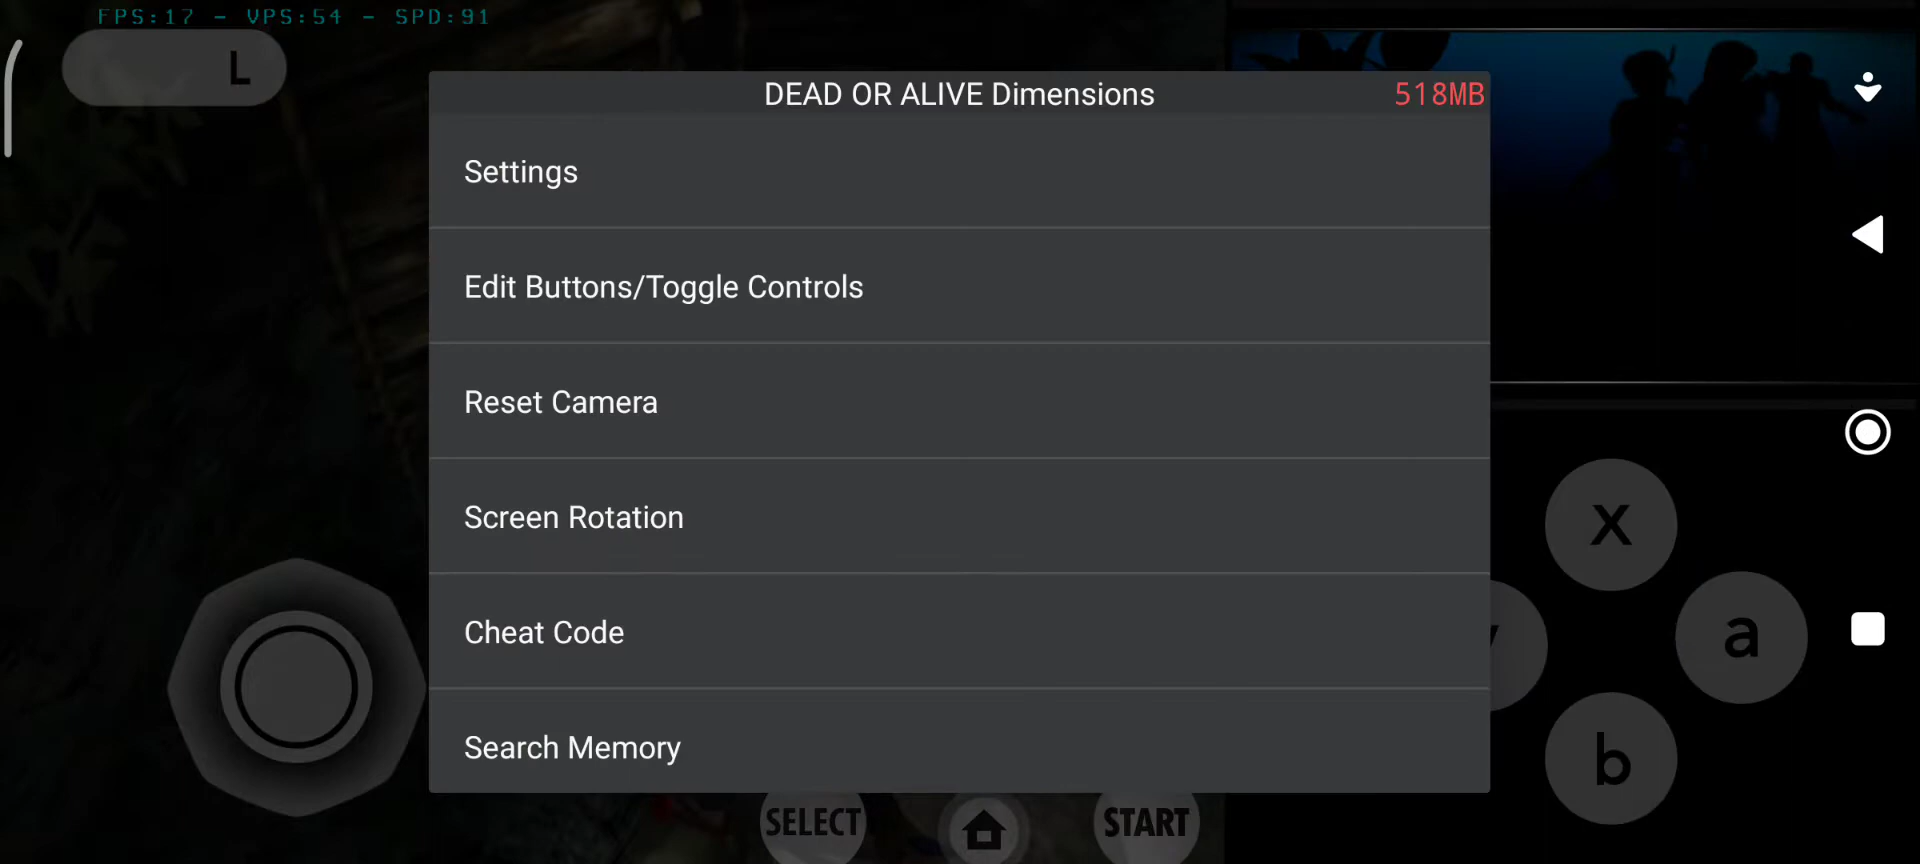 FPS:17 - VPS:54 - SPD:91
L
DEAD OR ALIVE Dimensions 518MB
Settings
Edit Buttons/Toggle Controls
Reset Camera
Screen Rotation
Cheat Code
Search Memory
X
a
b
SELECT
START